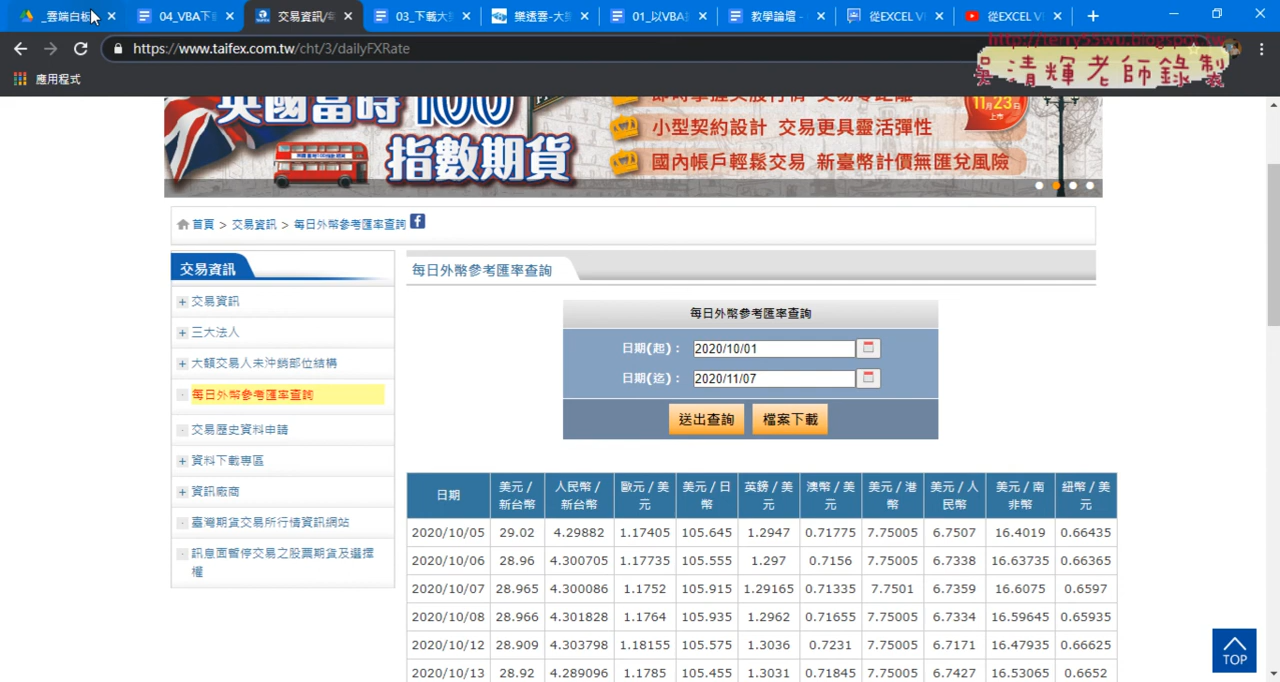 _雲端白板
04_VBA下
交易資訊/
03_下載大
樂透雲-大
01_以VBA
教學論壇 -
從EXCEL V
從EXCEL V
https://www.taifex.com.tw/cht/3/dailyFXRate
http://terry55wu.blogspot.tw
應用程式
吳清輝老師錄製
英國富時100
指數期貨
11月23日
上市
小型契約設計 交易更具靈活彈性
國內帳戶輕鬆交易 新臺幣計價無匯兌風險
首頁 > 交易資訊 > 每日外幣參考匯率查詢
交易資訊
交易資訊
三大法人
大額交易人未沖銷部位結構
每日外幣參考匯率查詢
交易歷史資料申請
資料下載專區
資訊廠商
臺灣期貨交易所行情資訊網站
訊息面暫停交易之股票期貨及選擇
權
每日外幣參考匯率查詢
每日外幣參考匯率查詢
日期(起)： 2020/10/01
日期(迄)： 2020/11/07
送出查詢 檔案下載
日期 美元 / 新台幣 人民幣 / 新台幣 歐元 / 美元 美元 / 日幣 英鎊 / 美元 澳幣 / 美元 美元 / 港幣 美元 / 人民幣 美元 / 南非幣 紐幣 / 美元
2020/10/05 29.02 4.29882 1.17405 105.645 1.2947 0.71775 7.75005 6.7507 16.4019 0.66435
2020/10/06 28.96 4.300705 1.17735 105.555 1.297 0.7156 7.75005 6.7338 16.63735 0.66365
2020/10/07 28.965 4.300086 1.1752 105.915 1.29165 0.71335 7.7501 6.7359 16.6075 0.6597
2020/10/08 28.966 4.301828 1.1764 105.935 1.2962 0.71655 7.75005 6.7334 16.59645 0.65935
2020/10/12 28.909 4.303798 1.18155 105.575 1.3036 0.7231 7.75005 6.7171 16.47935 0.66625
2020/10/13 28.92 4.289096 1.1785 105.455 1.3031 0.71845 7.75005 6.7427 16.53065 0.6652
TOP